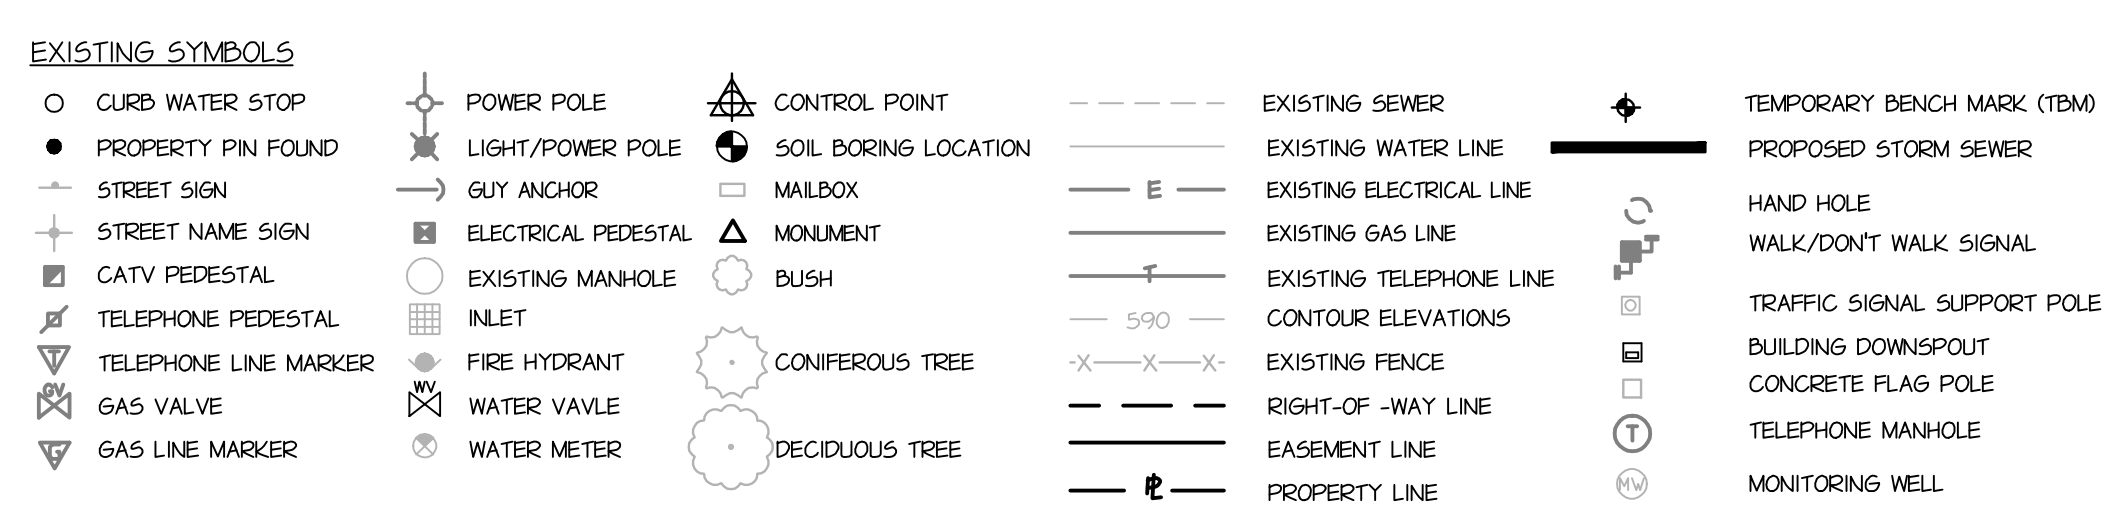 EXISTING SYMBOLS
CURB WATER STOP
PROPERTY PIN FOUND
STREET SIGN
STREET NAME SIGN
CATV PEDESTAL
TELEPHONE PEDESTAL
T TELEPHONE LINE MARKER
GV
GAS VALVE
G GAS LINE MARKER
POWER POLE
LIGHT/POWER POLE
GUY ANCHOR
ELECTRICAL PEDESTAL
EXISTING MANHOLE
INLET
FIRE HYDRANT
WV
WATER VAVLE
WATER METER
CONTROL POINT
SOIL BORING LOCATION
MAILBOX
MONUMENT
BUSH
CONIFEROUS TREE
DECIDUOUS TREE
EXISTING SEWER
EXISTING WATER LINE
E EXISTING ELECTRICAL LINE
EXISTING GAS LINE
T EXISTING TELEPHONE LINE
590 CONTOUR ELEVATIONS
X X X EXISTING FENCE
RIGHT-OF -WAY LINE
EASEMENT LINE
PL PROPERTY LINE
TEMPORARY BENCH MARK (TBM)
PROPOSED STORM SEWER
HAND HOLE
WALK/DON'T WALK SIGNAL
TRAFFIC SIGNAL SUPPORT POLE
BUILDING DOWNSPOUT
CONCRETE FLAG POLE
T TELEPHONE MANHOLE
MW MONITORING WELL